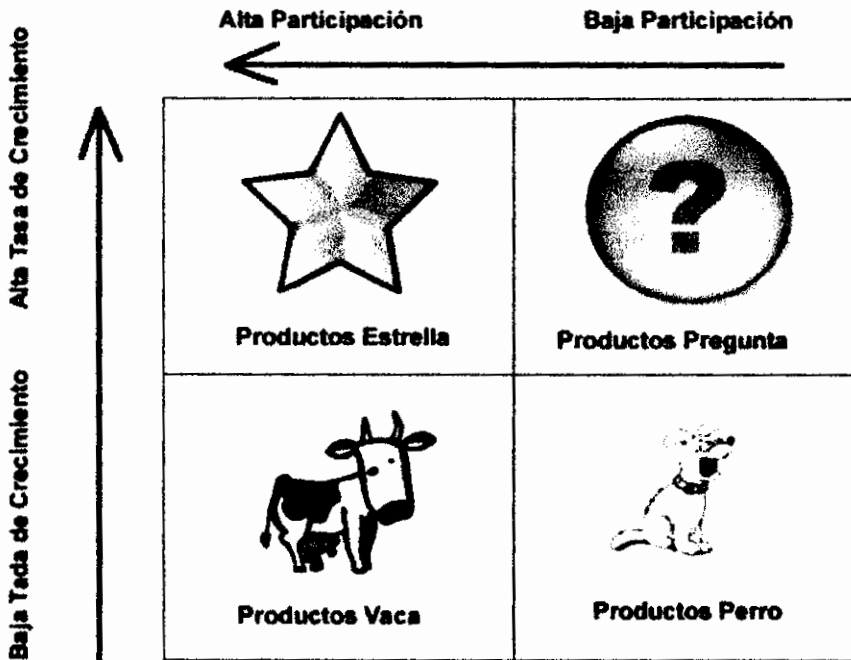 Alta Participación
Baja Participación
Alta Tasa de Crecimiento
?
Productos Estrella
Productos Pregunta
Baja Tada de Crecimiento
Productos Vaca
Productos Perro